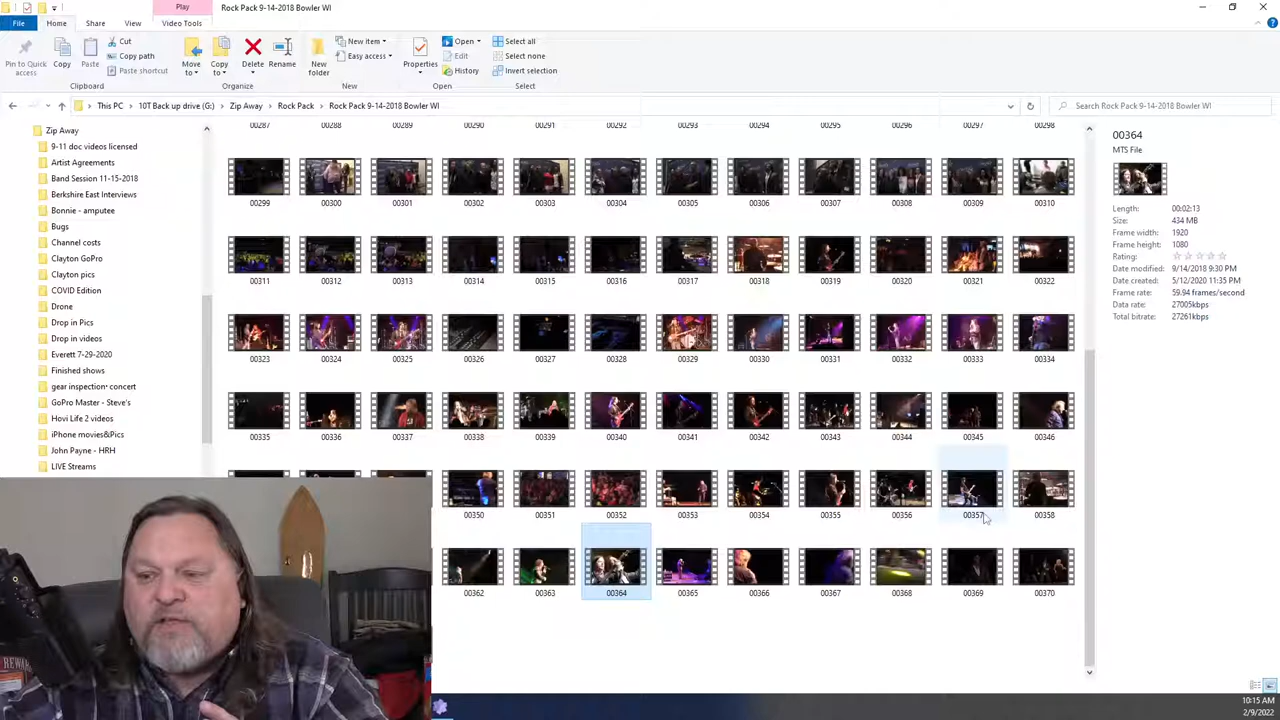 Play
Rock Pack 9-14-2018 Bowler WI
File
Home
Share
View
Video Tools
Pin to Quick access
Copy
Paste
Cut
Copy path
Paste shortcut
Clipboard
Move to
Copy to
Delete
Rename
Organize
New folder
New item
Easy access
New
Properties
Open
Edit
History
Open
Select all
Select none
Invert selection
Select
This PC > 10T Back up drive (G:) > Zip Away > Rock Pack > Rock Pack 9-14-2018 Bowler WI
Search Rock Pack 9-14-2018 Bowler WI
Zip Away
9-11 doc videos licensed
Artist Agreements
Band Session 11-15-2018
Berkshire East Interviews
Bonnie - amputee
Bugs
Channel costs
Clayton GoPro
Clayton pics
COVID Edition
Drone
Drop in Pics
Drop in videos
Everett 7-29-2020
Finished shows
gear inspection• concert
GoPro Master - Steve's
Hovi Life 2 videos
iPhone movies&Pics
John Payne - HRH
LIVE Streams
00287 00288 00289 00290 00291 00292 00293 00294 00295 00296 00297 00298
00299 00300 00301 00302 00303 00304 00305 00306 00307 00308 00309 00310
00311 00312 00313 00314 00315 00316 00317 00318 00319 00320 00321 00322
00323 00324 00325 00326 00327 00328 00329 00330 00331 00332 00333 00334
00335 00336 00337 00338 00339 00340 00341 00342 00343 00344 00345 00346
00350 00351 00352 00353 00354 00355 00356 00357 00358
00362 00363 00364 00365 00366 00367 00368 00369 00370
00364
MTS File
Length: 00:02:13
Size: 434 MB
Frame width: 1920
Frame height: 1080
Rating:
Date modified: 9/14/2018 9:30 PM
Date created: 5/12/2020 11:35 PM
Frame rate: 59.94 frames/second
Data rate: 27005kbps
Total bitrate: 27261kbps
REWARD
10:15 AM
2/9/2022